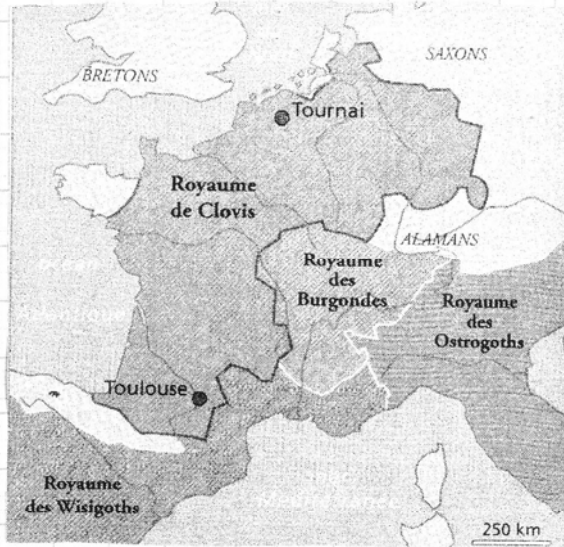 SAXONS
BRETONS
Tournai
Royaume
de Clovis
ALAMANS
Royaume
des
Burgondes
Royaume
des
Ostrogoths
Toulouse
Royaume
des Wisigoths
250 km